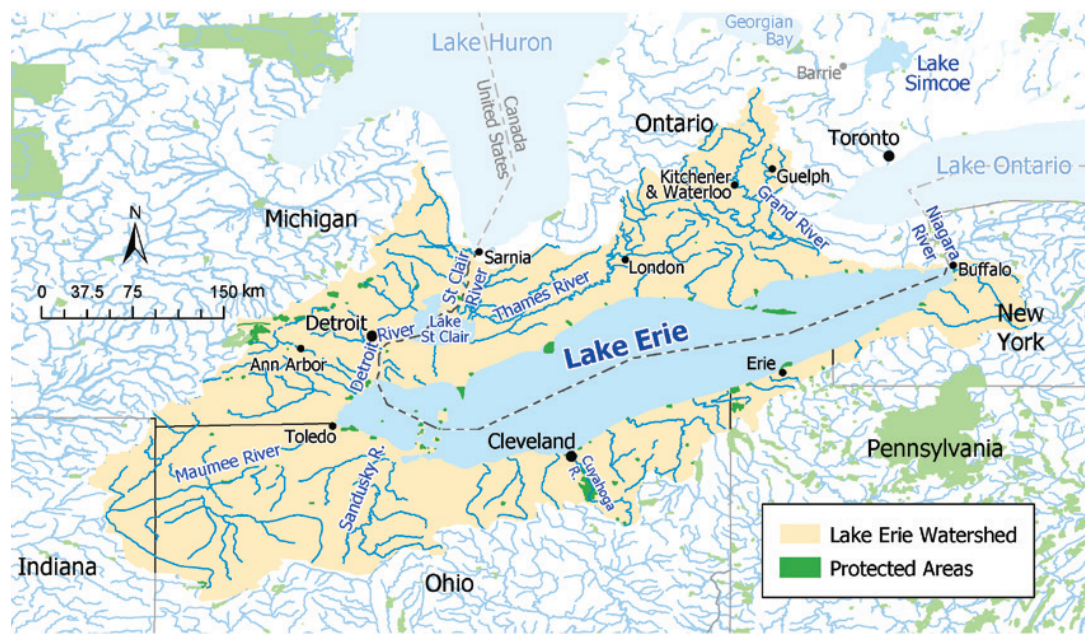 Georgian
Bay
Lake Huron
Barrie
Lake
Simcoe
Canada
United States
Ontario
Toronto
Lake Ontario
Kitchener
& Waterloo
Guelph
Grand River
Niagara
River
Michigan
N
Sarnia
St Clair
River
London
Buffalo
Thames River
0 37.5 75 150 km
Detroit
Detroit River
Lake
St Clair
New
York
Lake Erie
Ann Arbor
Erie
Toledo
Cleveland
Maumee River
Sandusky R.
Cuyahoga
R.
Pennsylvania
Indiana
Ohio
Lake Erie Watershed
Protected Areas